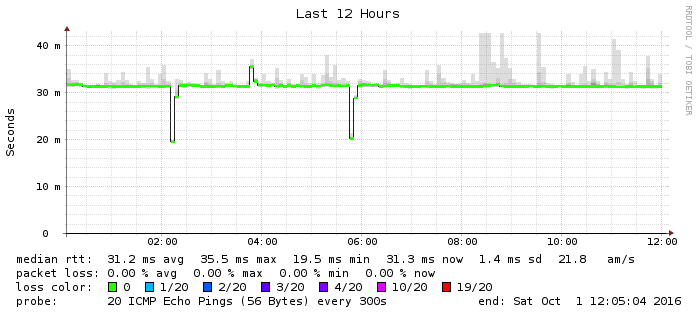 Last 12 Hours
RRDTOOL / TOBI OETIKER
Seconds
40 m
30 m
20 m
10 m
0
02:00 04:00 06:00 08:00 10:00 12:00
median rtt: 31.2 ms avg 35.5 ms max 19.5 ms min 31.3 ms now 1.4 ms sd 21.8 am/s
packet loss: 0.00 % avg 0.00 % max 0.00 % min 0.00 % now
loss color: 0 1/20 2/20 3/20 4/20 10/20 19/20
probe: 20 ICMP Echo Pings (56 Bytes) every 300s end: Sat Oct 1 12:05:04 2016